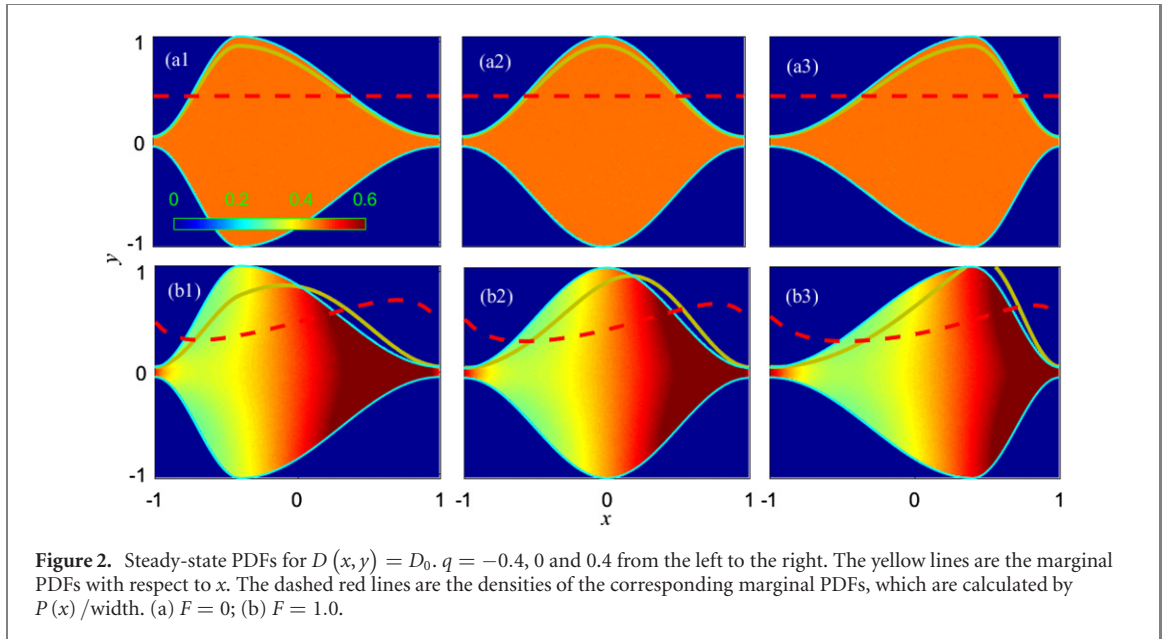 1
(a1
(a2)
(a3)
0
0 0.2 0.4 0.6
-1
y
1
(b1)
(b2)
(b3)
0
-1
-1 0 1 -1 0 1 -1 0 1
x
Figure 2. Steady-state PDFs for D (x, y) = D₀. q = −0.4, 0 and 0.4 from the left to the right. The yellow lines are the marginal
PDFs with respect to x. The dashed red lines are the densities of the corresponding marginal PDFs, which are calculated by
P (x) /width. (a) F = 0; (b) F = 1.0.